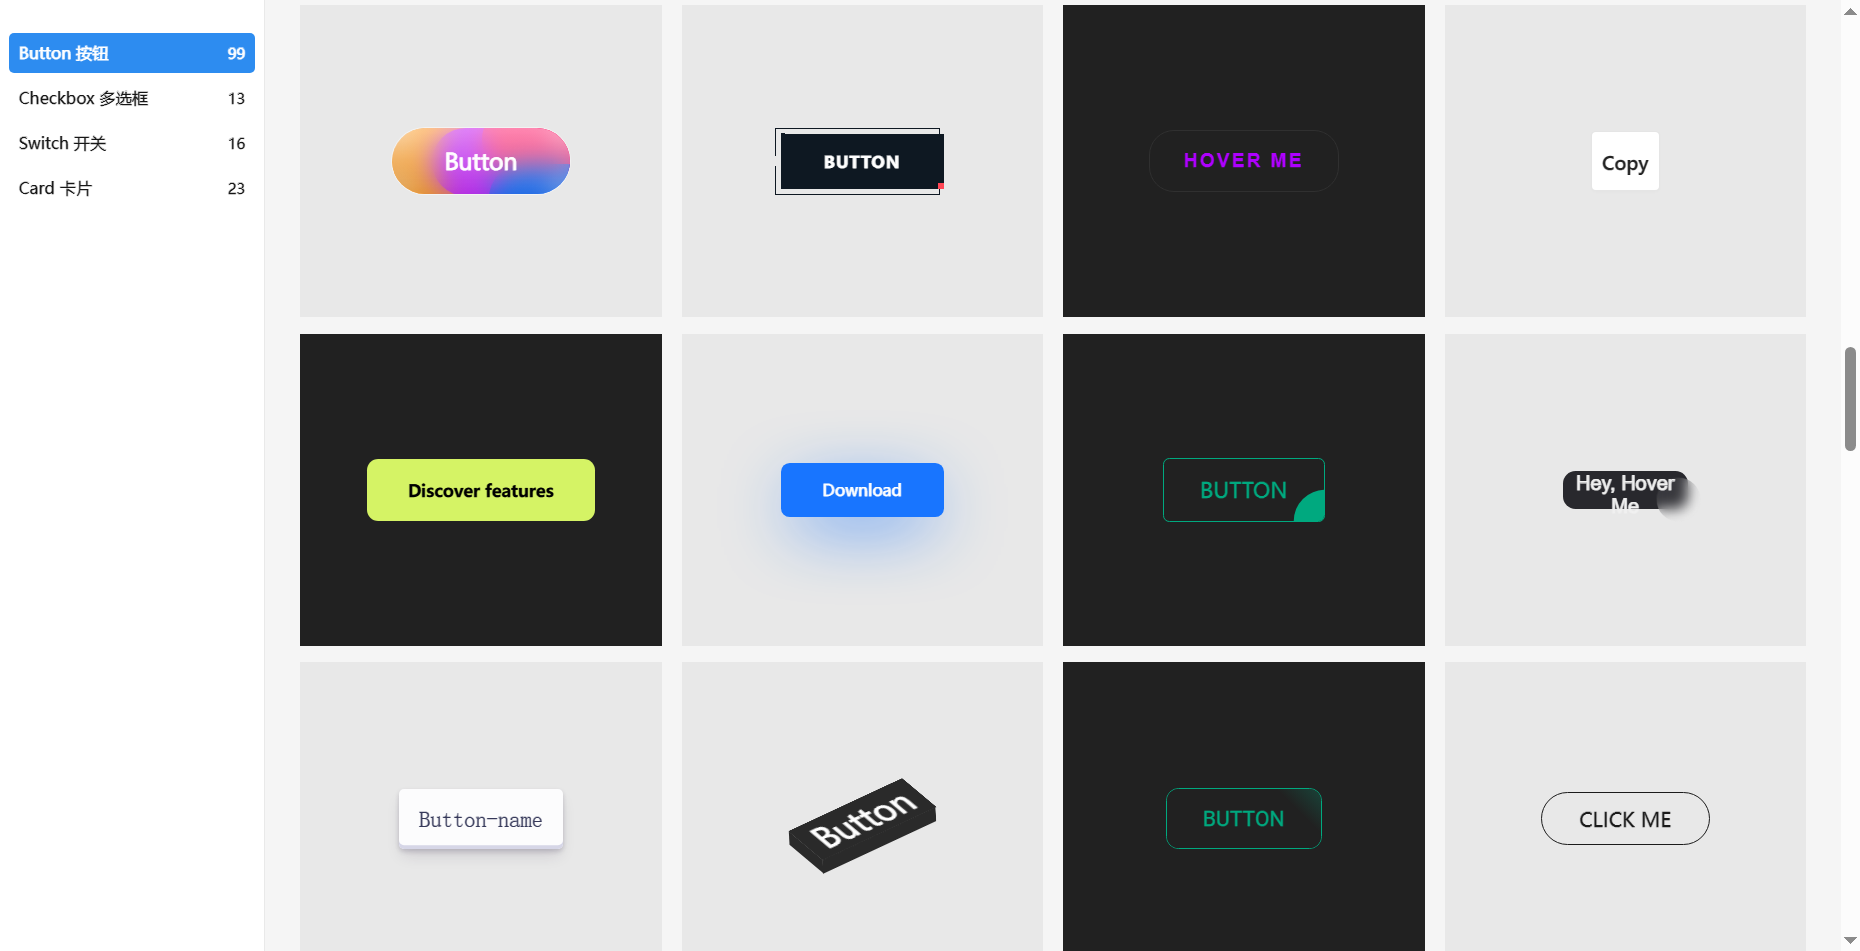 Button 按钮 99
Checkbox 多选框 13
Switch 开关 16
Card 卡片 23
Button
BUTTON
HOVER ME
Copy
Discover features
Download
BUTTON
Hey, Hover
Me
Button-name
Button
BUTTON
CLICK ME